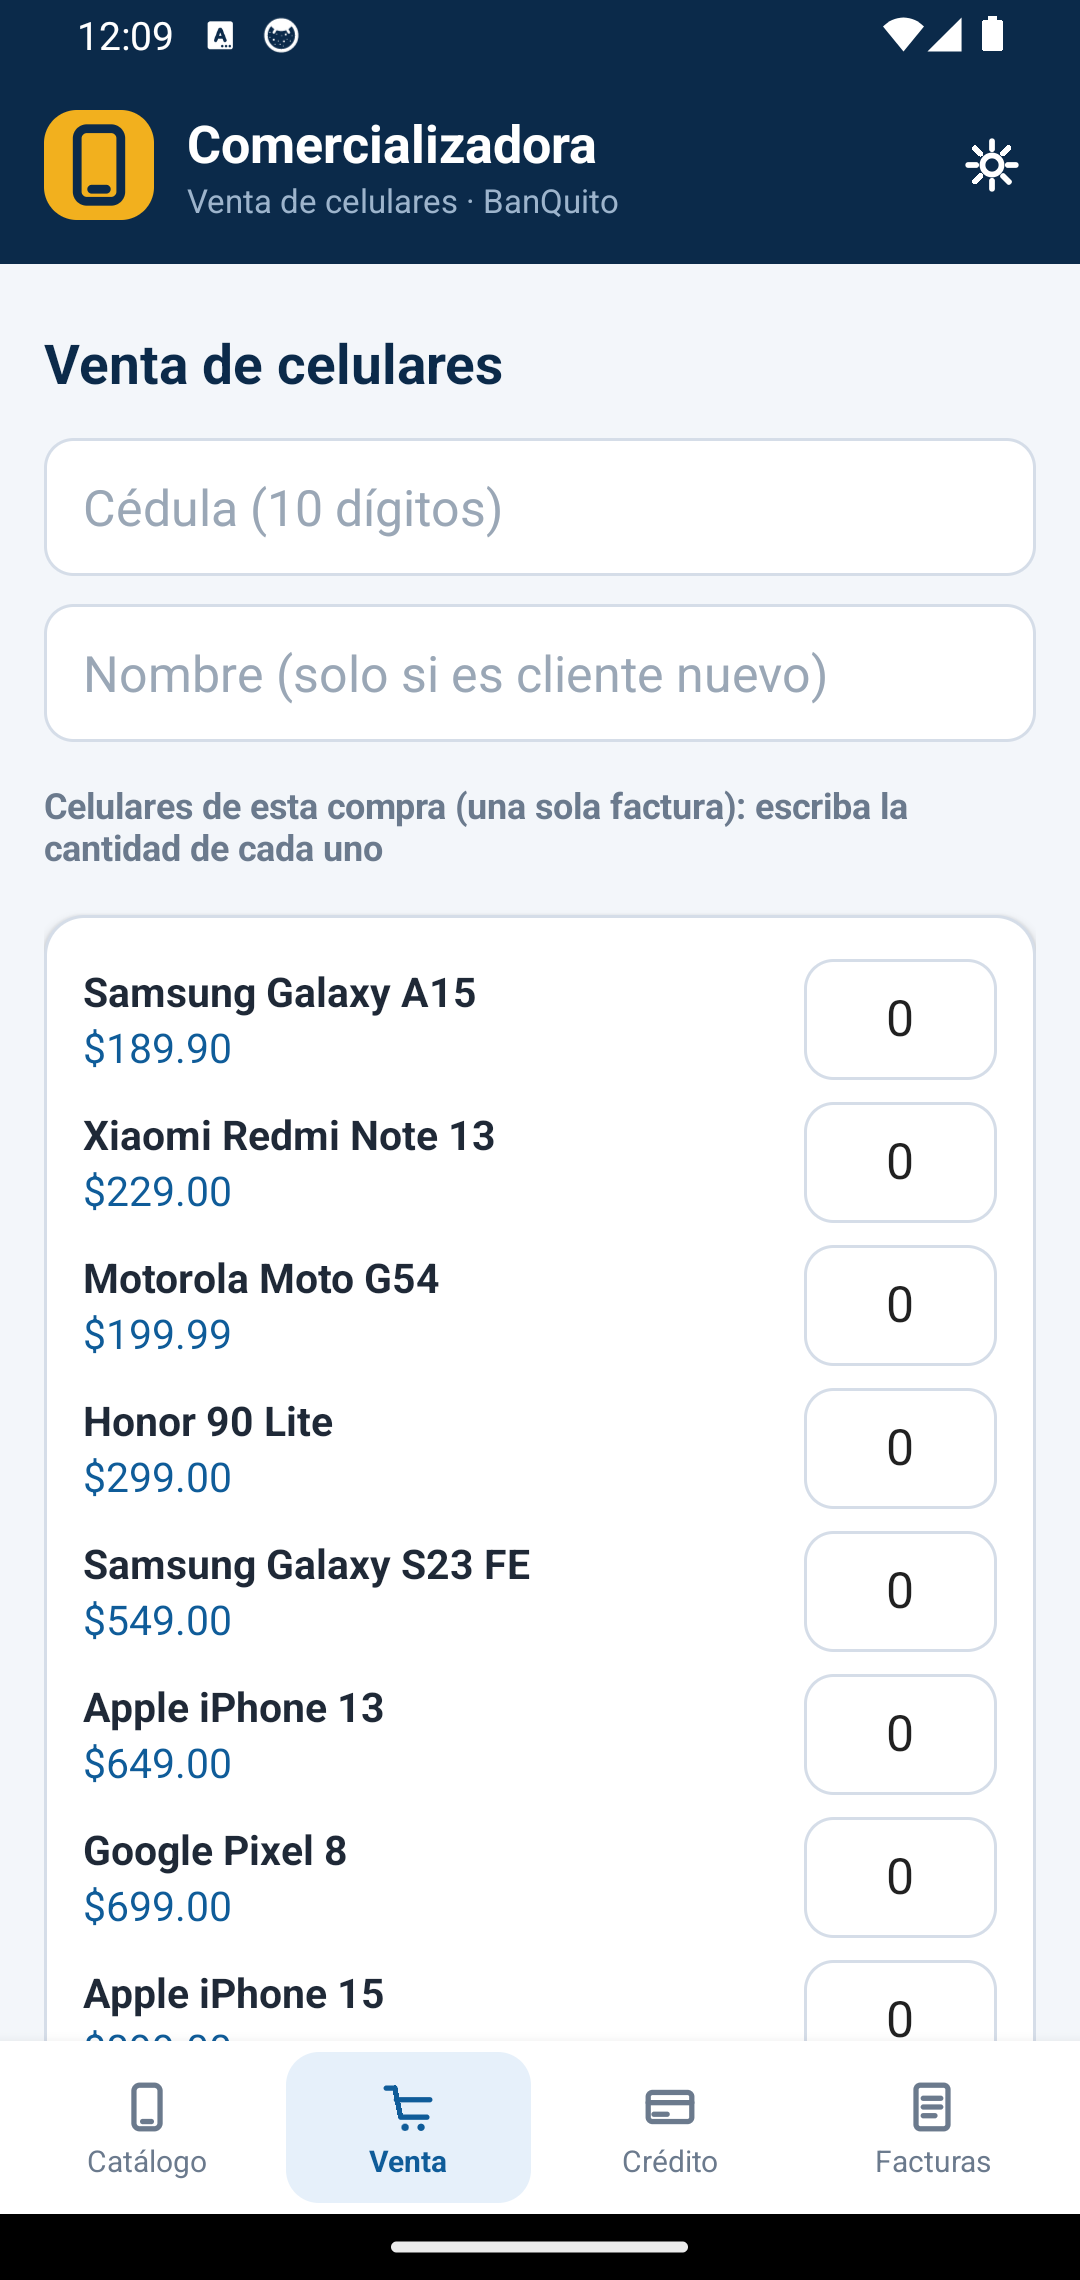 12:09
Comercializadora
Venta de celulares · BanQuito
Venta de celulares
Cédula (10 dígitos)
Nombre (solo si es cliente nuevo)
Celulares de esta compra (una sola factura): escriba la
cantidad de cada uno
Samsung Galaxy A15
$189.90
0
Xiaomi Redmi Note 13
$229.00
0
Motorola Moto G54
$199.99
0
Honor 90 Lite
$299.00
0
Samsung Galaxy S23 FE
$549.00
0
Apple iPhone 13
$649.00
0
Google Pixel 8
$699.00
0
Apple iPhone 15
0
Catálogo
Venta
Crédito
Facturas